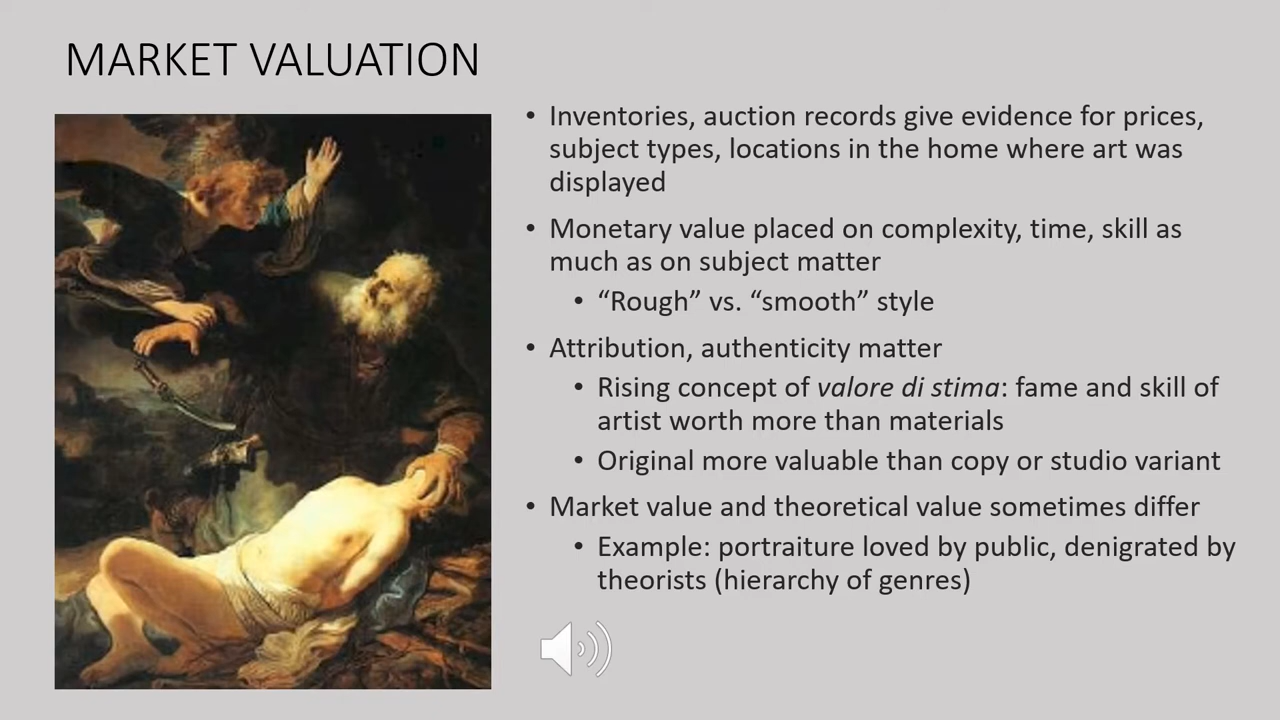 MARKET VALUATION
• Inventories, auction records give evidence for prices,
subject types, locations in the home where art was
displayed
• Monetary value placed on complexity, time, skill as
much as on subject matter
• “Rough” vs. “smooth” style
• Attribution, authenticity matter
• Rising concept of valore di stima: fame and skill of
artist worth more than materials
• Original more valuable than copy or studio variant
• Market value and theoretical value sometimes differ
• Example: portraiture loved by public, denigrated by
theorists (hierarchy of genres)